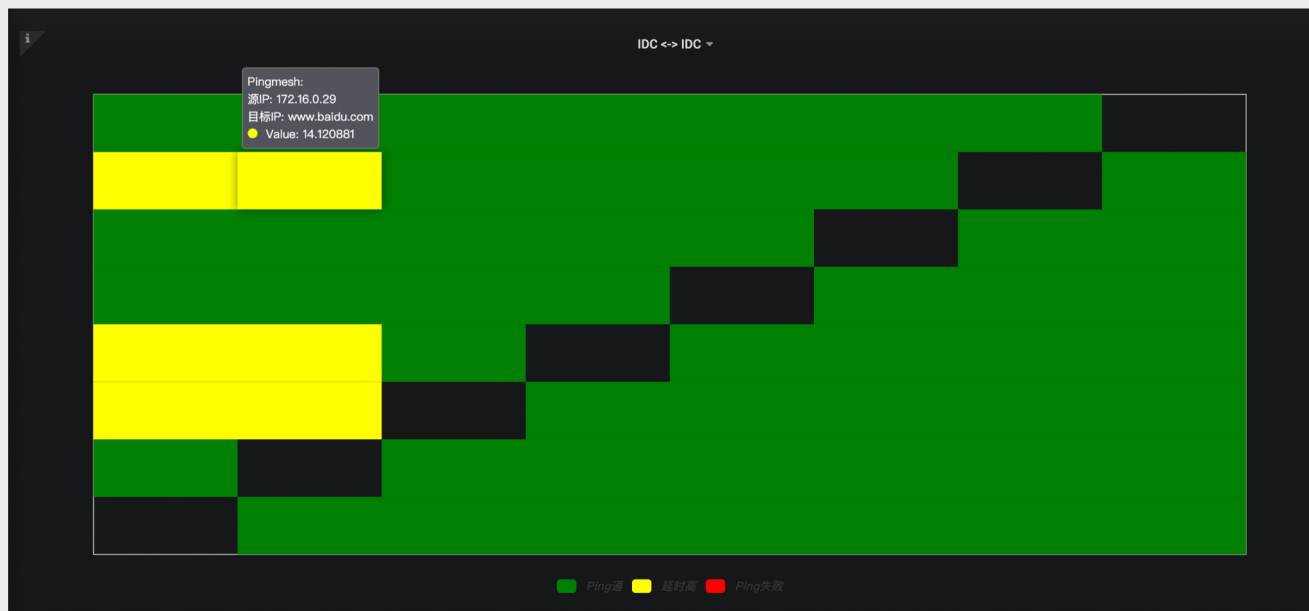 i
IDC <-> IDC
Pingmesh:
源IP: 172.16.0.29
目标IP: www.baidu.com
Value: 14.120881
Ping通 延时高 Ping失败